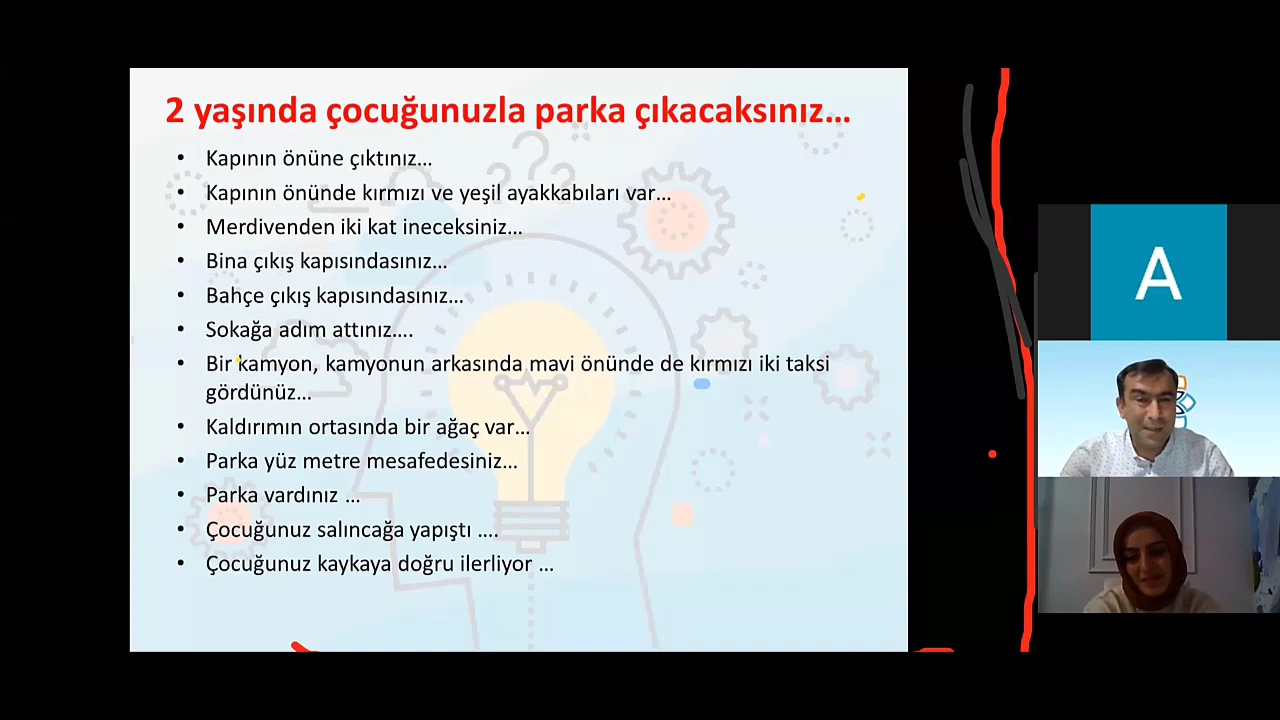 2 yaşında çocuğunuzla parka çıkacaksınız...
• Kapının önüne çıktınız...
• Kapının önünde kırmızı ve yeşil ayakkabıları var...
• Merdivenden iki kat ineceksiniz...
• Bina çıkış kapısındasınız...
• Bahçe çıkış kapısındasınız...
• Sokağa adım attınız....
• Bir kamyon, kamyonun arkasında mavi önünde de kırmızı iki taksi
gördünüz...
• Kaldırımın ortasında bir ağaç var...
• Parka yüz metre mesafedesiniz...
• Parka vardınız ...
• Çocuğunuz salıncağa yapıştı ....
• Çocuğunuz kaykaya doğru ilerliyor ...
A